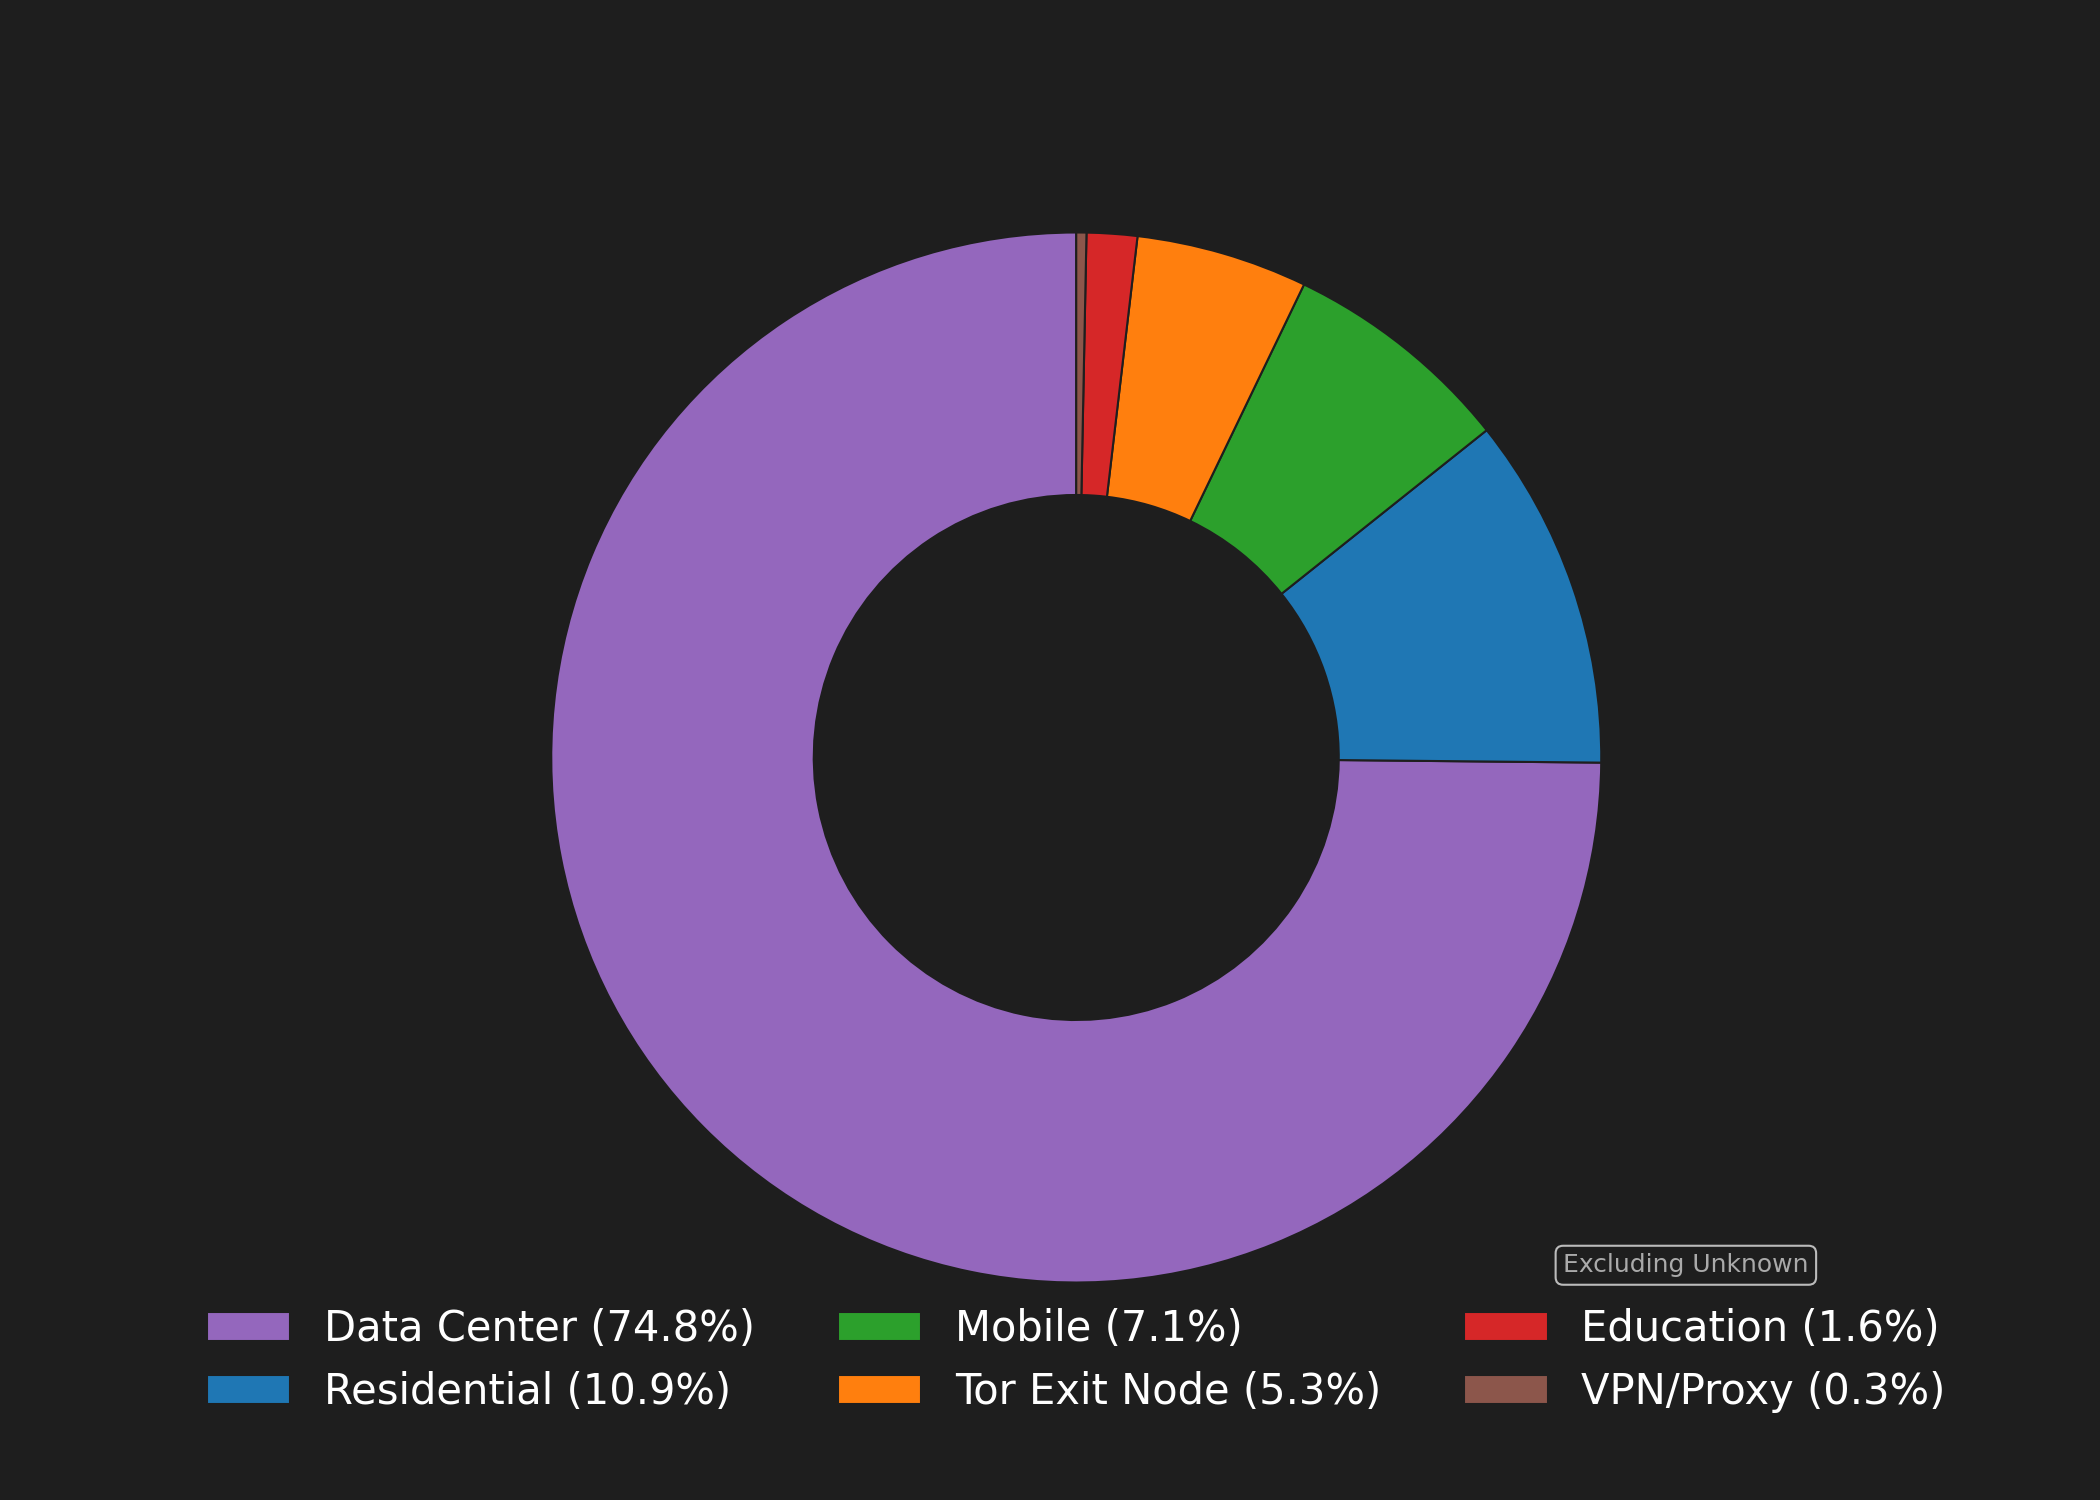 Excluding Unknown
Data Center (74.8%)
Residential (10.9%)
Mobile (7.1%)
Tor Exit Node (5.3%)
Education (1.6%)
VPN/Proxy (0.3%)